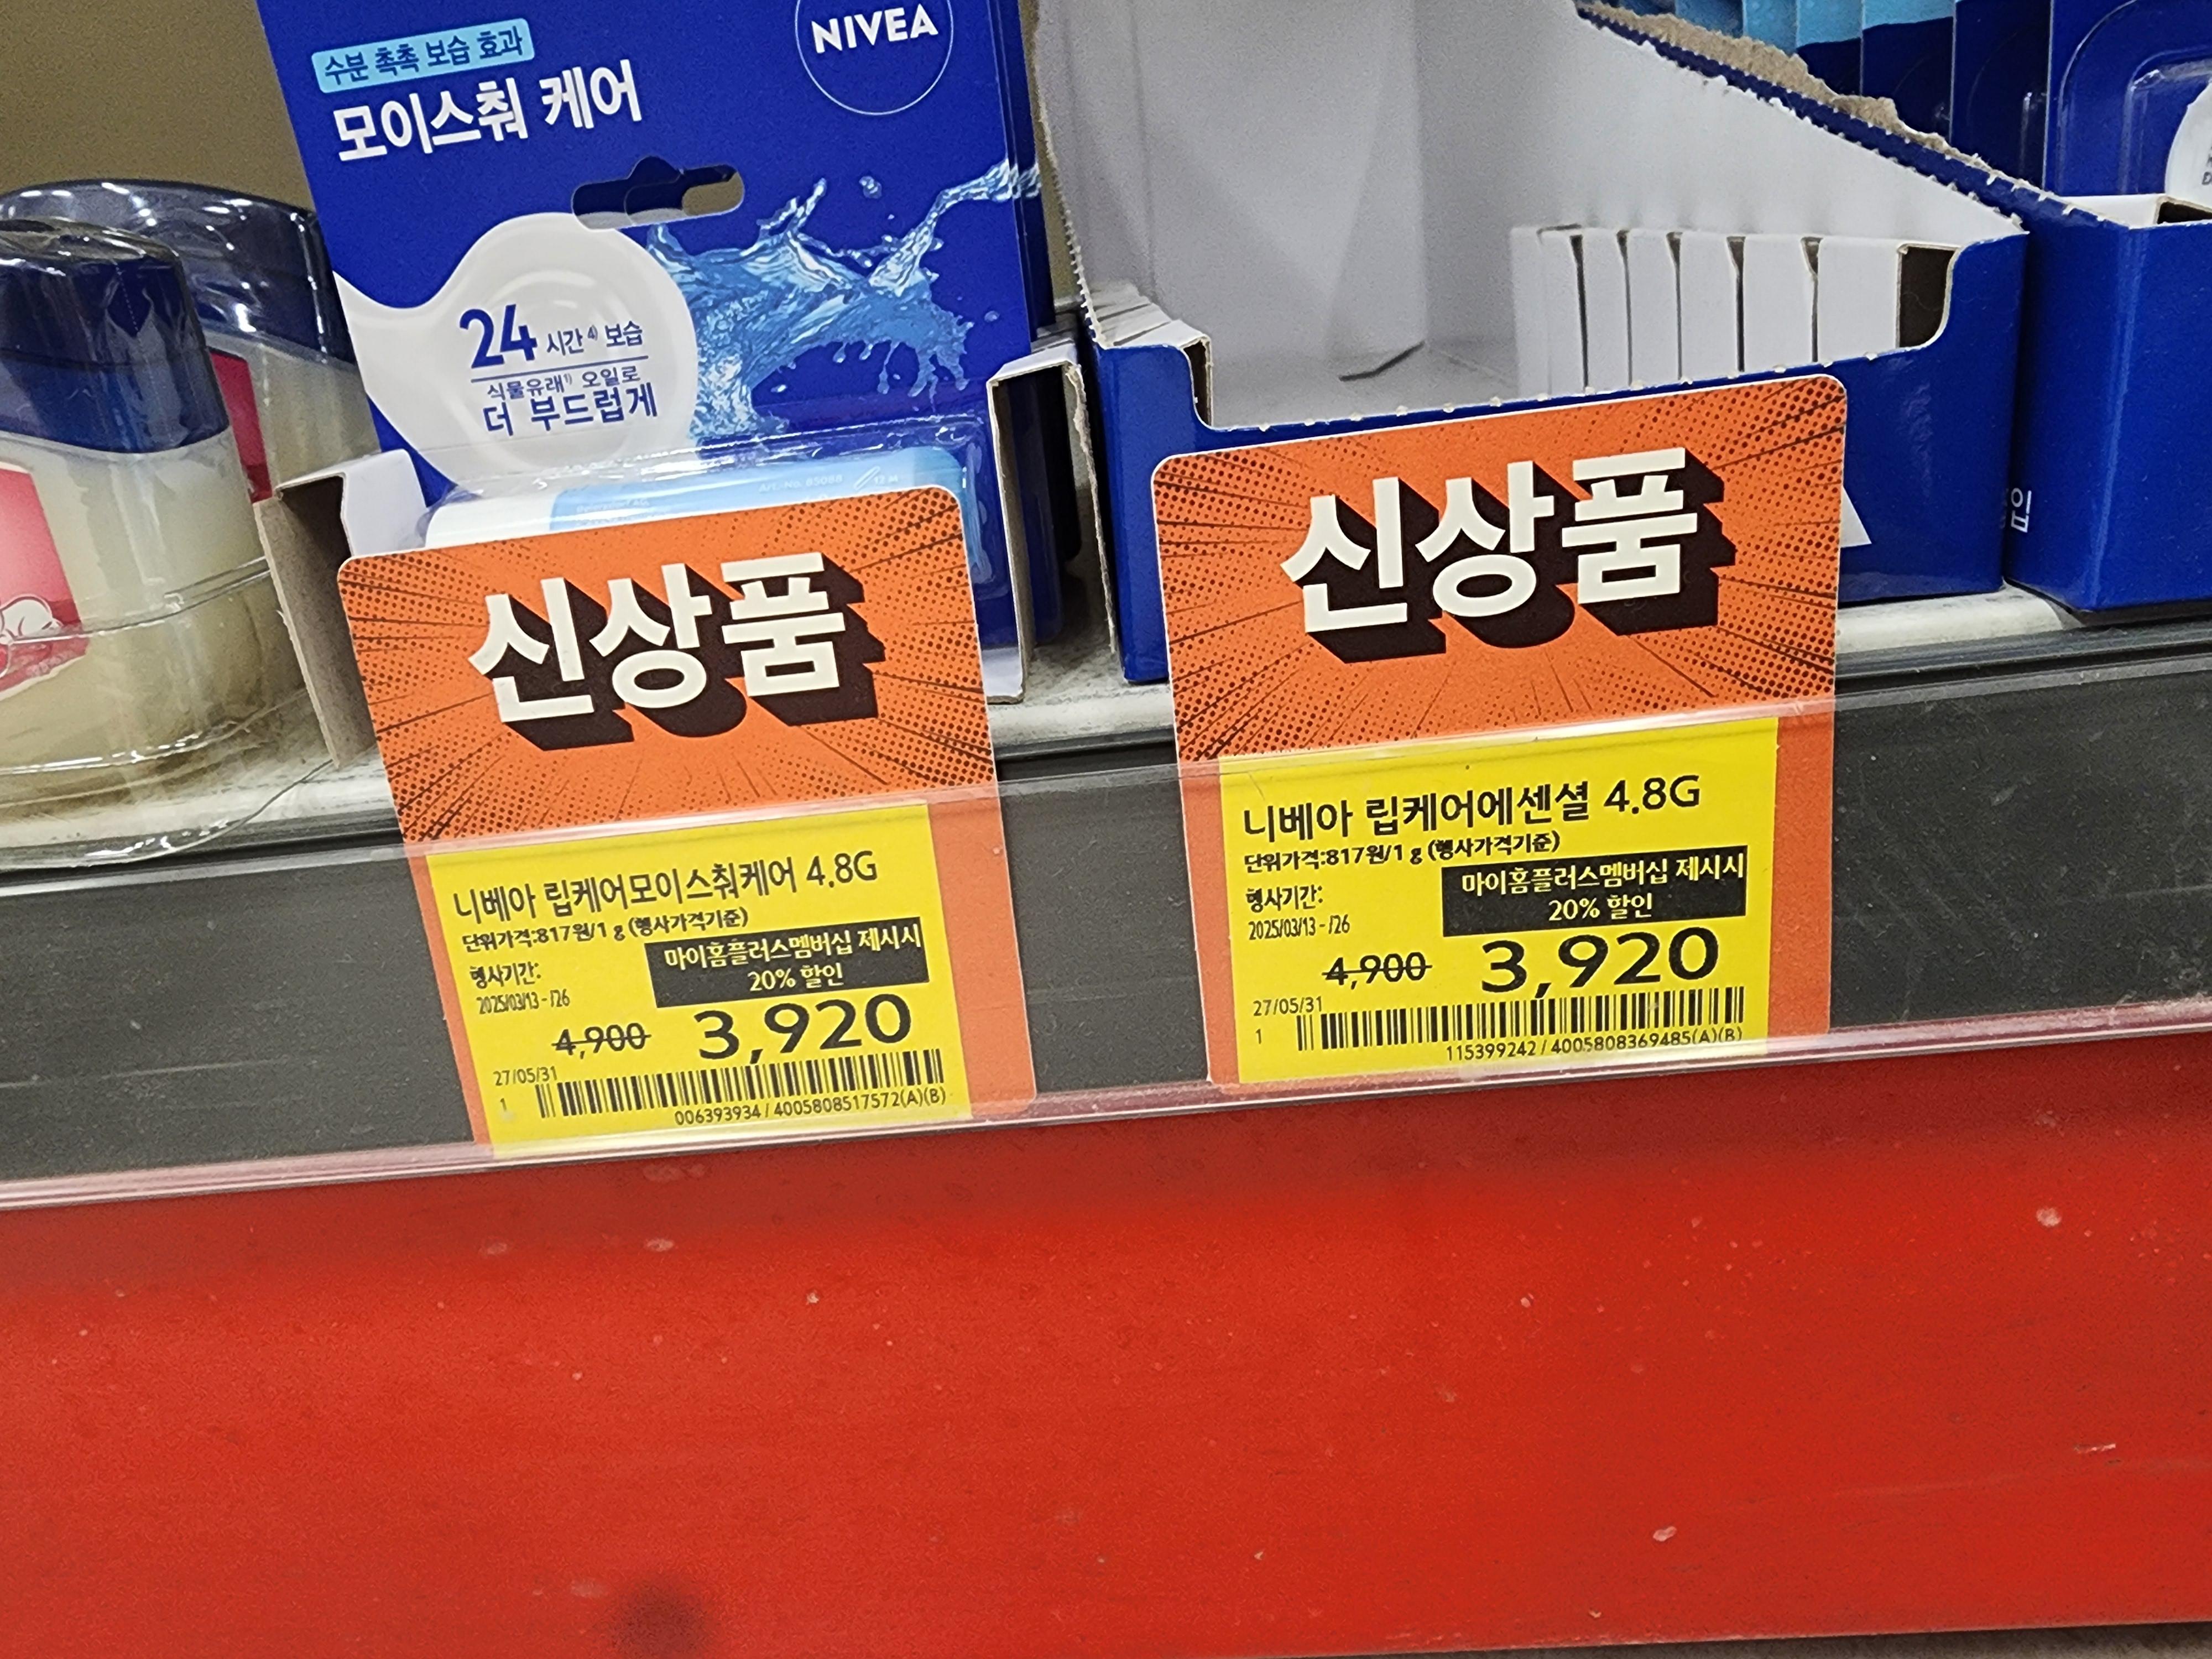 수분 촉촉 보습 효과
모이스춰 케어
NIVEA
24 시간 4) 보습
식물유래 1) 오일로
더 부드럽게
Art.-No. 85088
12 M
신상품
니베아 립케어모이스춰케어 4.8G
단위가격:817원/1 g (행사가격기준)
행사기간:
2025/03/13 - /26
마이홈플러스멤버십 제시시
20% 할인
4,900 3,920
27/05/31
1
006393934 / 4005808517572(A)(B)
신상품
니베아 립케어에센셜 4.8G
단위가격:817원/1 g (행사가격기준)
행사기간:
2025/03/13 - /26
마이홈플러스멤버십 제시시
20% 할인
4,900 3,920
27/05/31
1
115399242 / 4005808369485(A)(B)